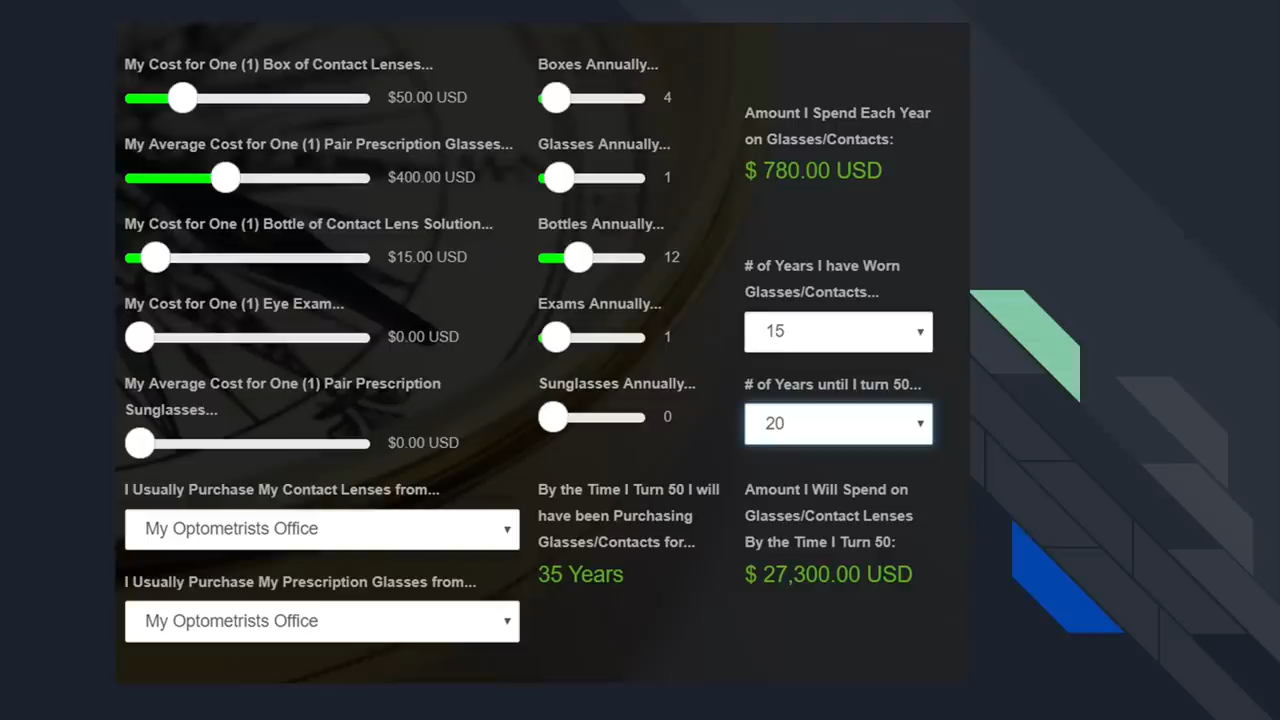 My Cost for One (1) Box of Contact Lenses...
$50.00 USD
Boxes Annually...
4
My Average Cost for One (1) Pair Prescription Glasses...
$400.00 USD
Glasses Annually...
1
My Cost for One (1) Bottle of Contact Lens Solution...
$15.00 USD
Bottles Annually...
12
My Cost for One (1) Eye Exam...
$0.00 USD
Exams Annually...
1
My Average Cost for One (1) Pair Prescription
Sunglasses...
$0.00 USD
Sunglasses Annually...
0
Amount I Spend Each Year
on Glasses/Contacts:
$ 780.00 USD
# of Years I have Worn
Glasses/Contacts...
15
# of Years until I turn 50...
20
I Usually Purchase My Contact Lenses from...
My Optometrists Office
I Usually Purchase My Prescription Glasses from...
My Optometrists Office
By the Time I Turn 50 I will
have been Purchasing
Glasses/Contacts for...
35 Years
Amount I Will Spend on
Glasses/Contact Lenses
By the Time I Turn 50:
$ 27,300.00 USD